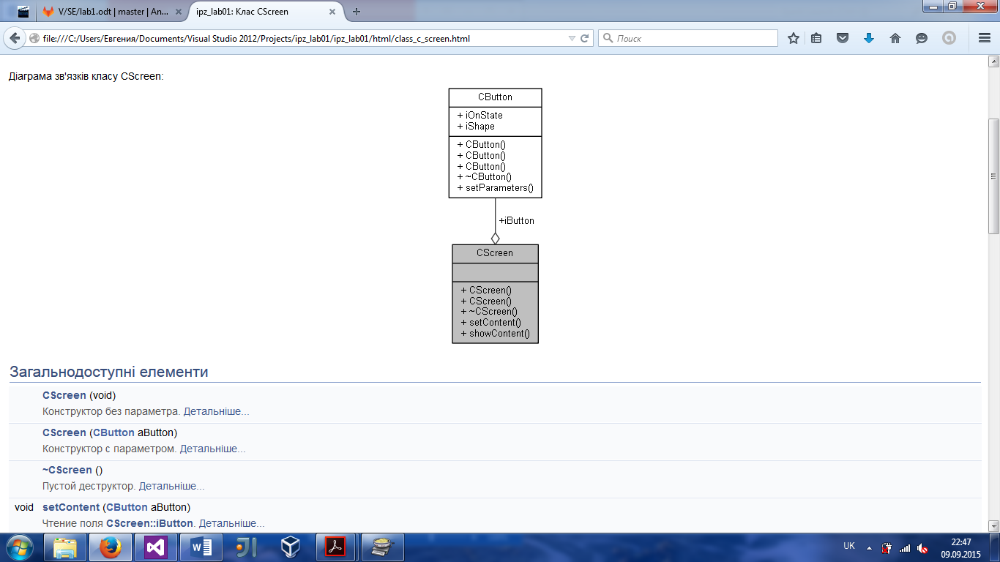 V/SE/lab1.odt | master | An...
ipz_lab01: Клас CScreen
file:///C:/Users/Евгения/Documents/Visual Studio 2012/Projects/ipz_lab01/ipz_lab01/html/class_c_screen.html
Поиск
Діаграма зв'язків класу CScreen:
CButton
+ iOnState
+ iShape
+ CButton()
+ CButton()
+ CButton()
+ ~CButton()
+ setParameters()
+iButton
CScreen
+ CScreen()
+ CScreen()
+ ~CScreen()
+ setContent()
+ showContent()
Загальнодоступні елементи
CScreen (void)
Конструктор без параметра. Детальніше...
CScreen (CButton aButton)
Конструктор с параметром. Детальніше...
~CScreen ()
Пустой деструктор. Детальніше...
void setContent (CButton aButton)
Чтение поля CScreen::iButton. Детальніше...
UK
22:47
09.09.2015